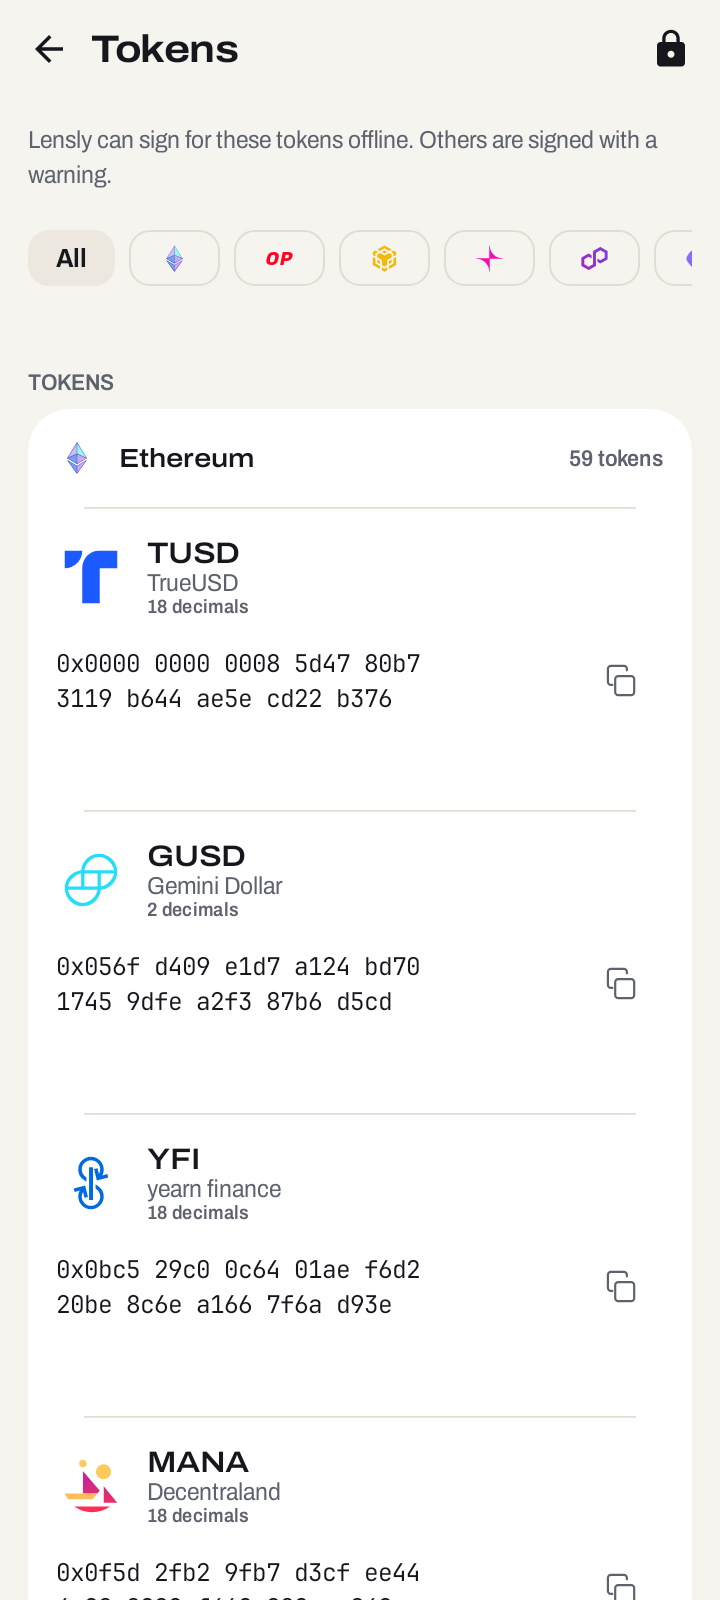 Tokens
Lensly can sign for these tokens offline. Others are signed with a
warning.
All
OP
TOKENS
Ethereum
59 tokens
TUSD
TrueUSD
18 decimals
0x0000 0000 0008 5d47 80b7
3119 b644 ae5e cd22 b376
GUSD
Gemini Dollar
2 decimals
0x056f d409 e1d7 a124 bd70
1745 9dfe a2f3 87b6 d5cd
YFI
yearn finance
18 decimals
0x0bc5 29c0 0c64 01ae f6d2
20be 8c6e a166 7f6a d93e
MANA
Decentraland
18 decimals
0x0f5d 2fb2 9fb7 d3cf ee44